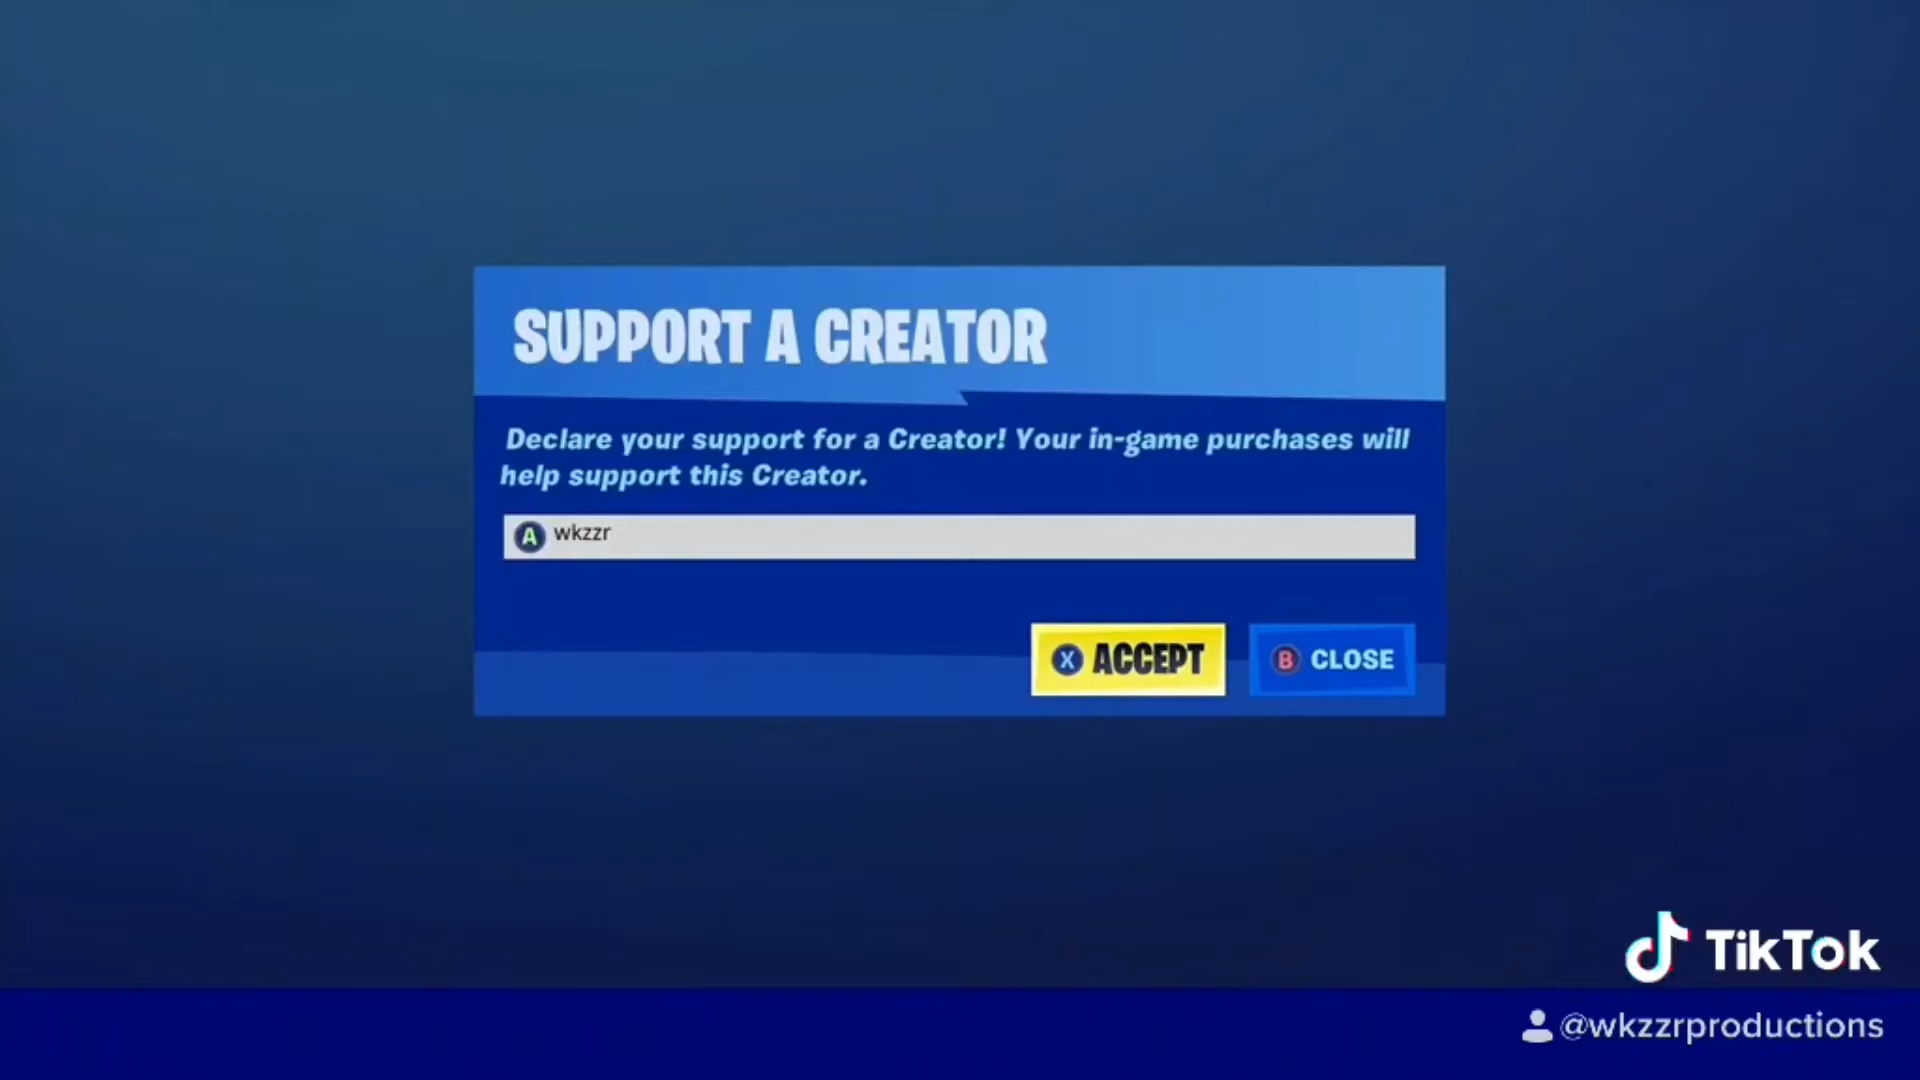 SUPPORT A CREATOR
Declare your support for a Creator! Your in-game purchases will
help support this Creator.
A wkzzr
X ACCEPT
B CLOSE
TikTok
@wkzzrproductions